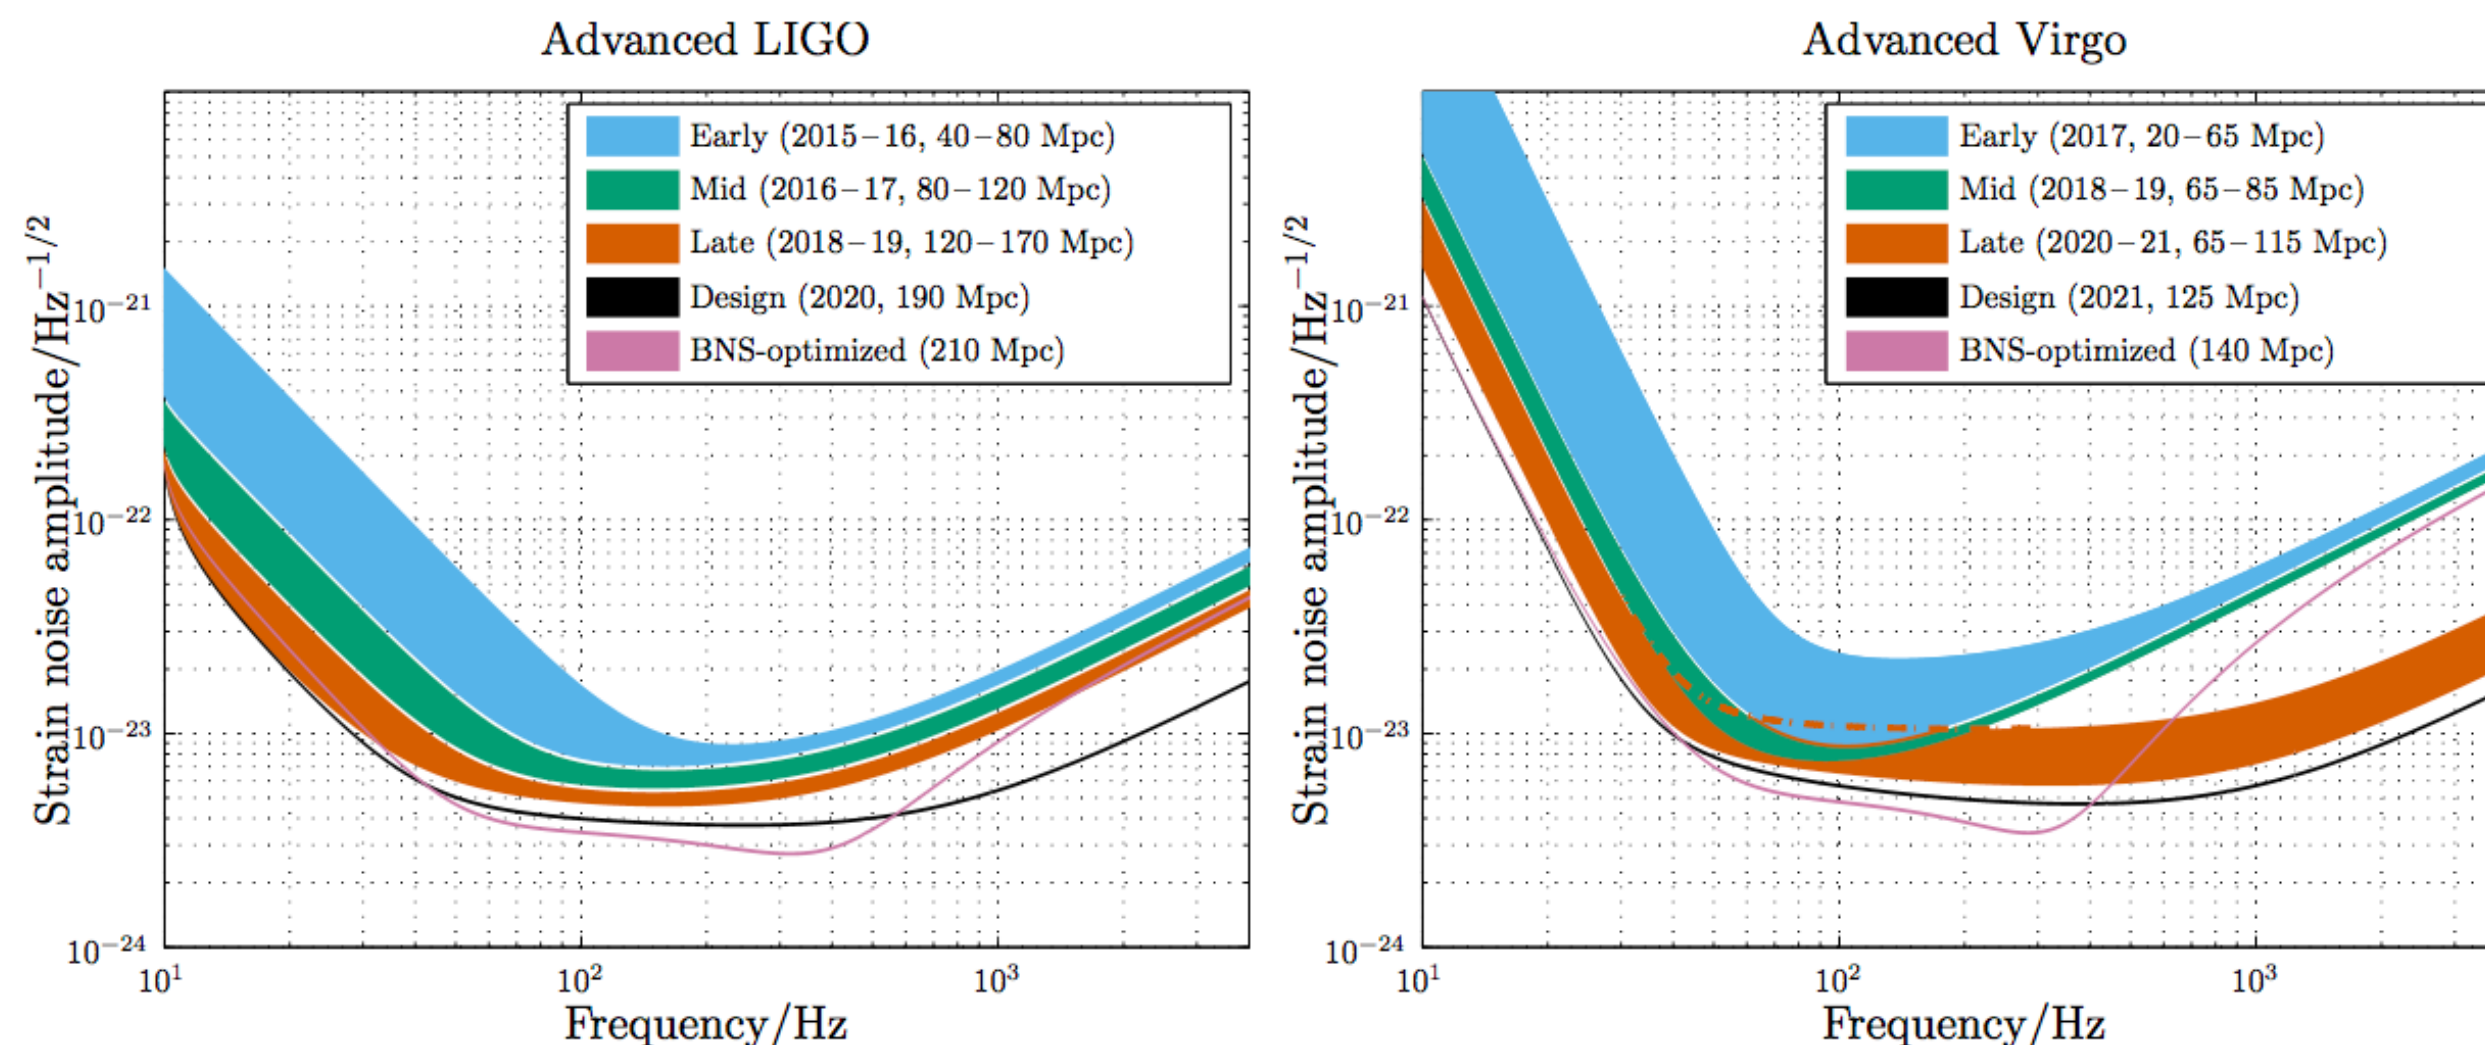 Advanced LIGO
Early (2015–16, 40–80 Mpc)
Mid (2016–17, 80–120 Mpc)
Late (2018–19, 120–170 Mpc)
Design (2020, 190 Mpc)
BNS-optimized (210 Mpc)
Strain noise amplitude/Hz^−1/2
10^−21
10^−22
10^−23
10^−24
10^1
10^2
10^3
Frequency/Hz
Advanced Virgo
Early (2017, 20–65 Mpc)
Mid (2018–19, 65–85 Mpc)
Late (2020–21, 65–115 Mpc)
Design (2021, 125 Mpc)
BNS-optimized (140 Mpc)
Strain noise amplitude/Hz^−1/2
10^−21
10^−22
10^−23
10^−24
10^1
10^2
10^3
Frequency/Hz